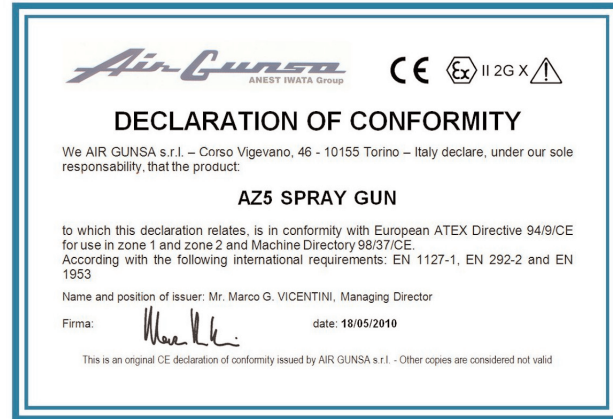 Air Gunsa
ANEST IWATA Group
CE Ex II 2G X
DECLARATION OF CONFORMITY
We AIR GUNSA s.r.l. – Corso Vigevano, 46 - 10155 Torino – Italy declare, under our sole
responsability, that the product:
AZ5 SPRAY GUN
to which this declaration relates, is in conformity with European ATEX Directive 94/9/CE
for use in zone 1 and zone 2 and Machine Directory 98/37/CE.
According with the following international requirements: EN 1127-1, EN 292-2 and EN
1953
Name and position of issuer: Mr. Marco G. VICENTINI, Managing Director
Firma: date: 18/05/2010
This is an original CE declaration of conformity issued by AIR GUNSA s.r.l. - Other copies are considered not valid